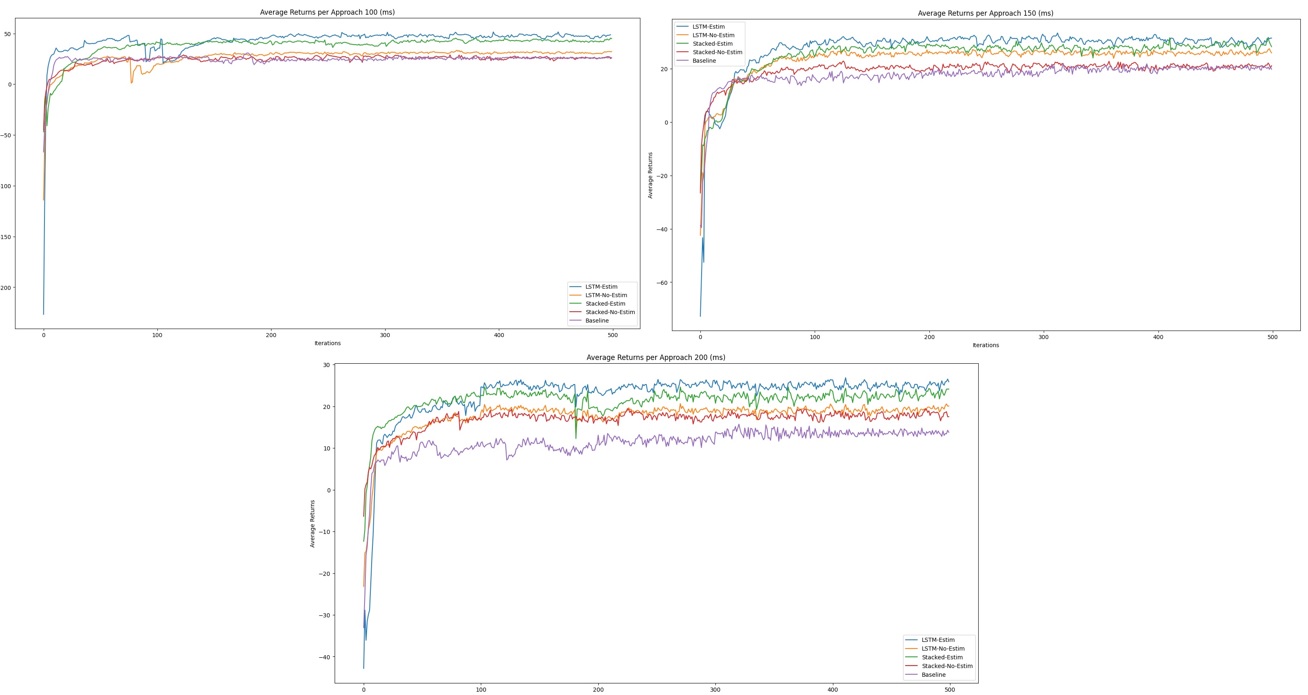 Average Returns per Approach 100 (ms)
50
0
−50
100
150
200
0
100
200
300
400
500
Iterations
LSTM-Estim
LSTM-No-Estim
Stacked-Estim
Stacked-No-Estim
Baseline
Average Returns per Approach 150 (ms)
Average Returns
20
0
−20
−40
−60
0
100
200
300
400
500
Iterations
LSTM-Estim
LSTM-No-Estim
Stacked-Estim
Stacked-No-Estim
Baseline
Average Returns per Approach 200 (ms)
Average Returns
30
20
10
0
−10
−20
−30
−40
0
100
200
300
400
500
LSTM-Estim
LSTM-No-Estim
Stacked-Estim
Stacked-No-Estim
Baseline